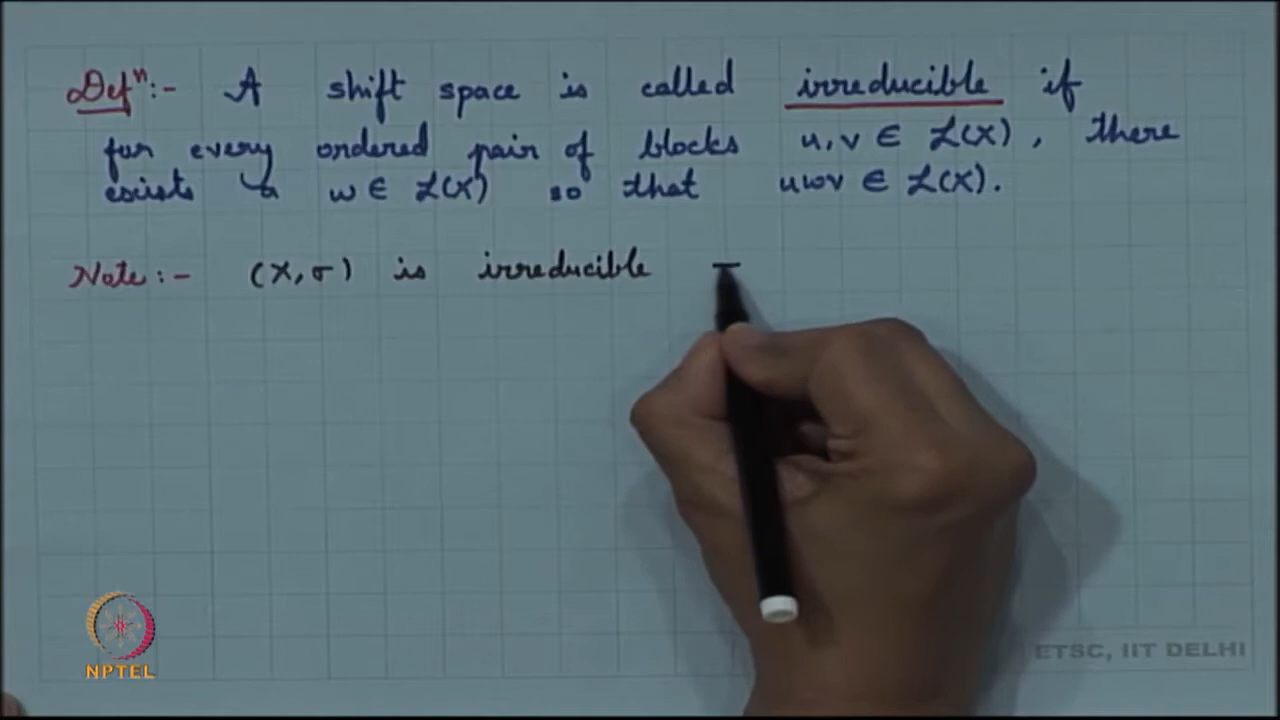 Defⁿ:- A shift space is called irreducible if
for every ordered pair of blocks u, v ∈ ℒ(X), there
exists a w ∈ ℒ(X) so that uwv ∈ ℒ(X).
Note:- (X, σ) is irreducible
NPTEL
ETSC, IIT DELHI